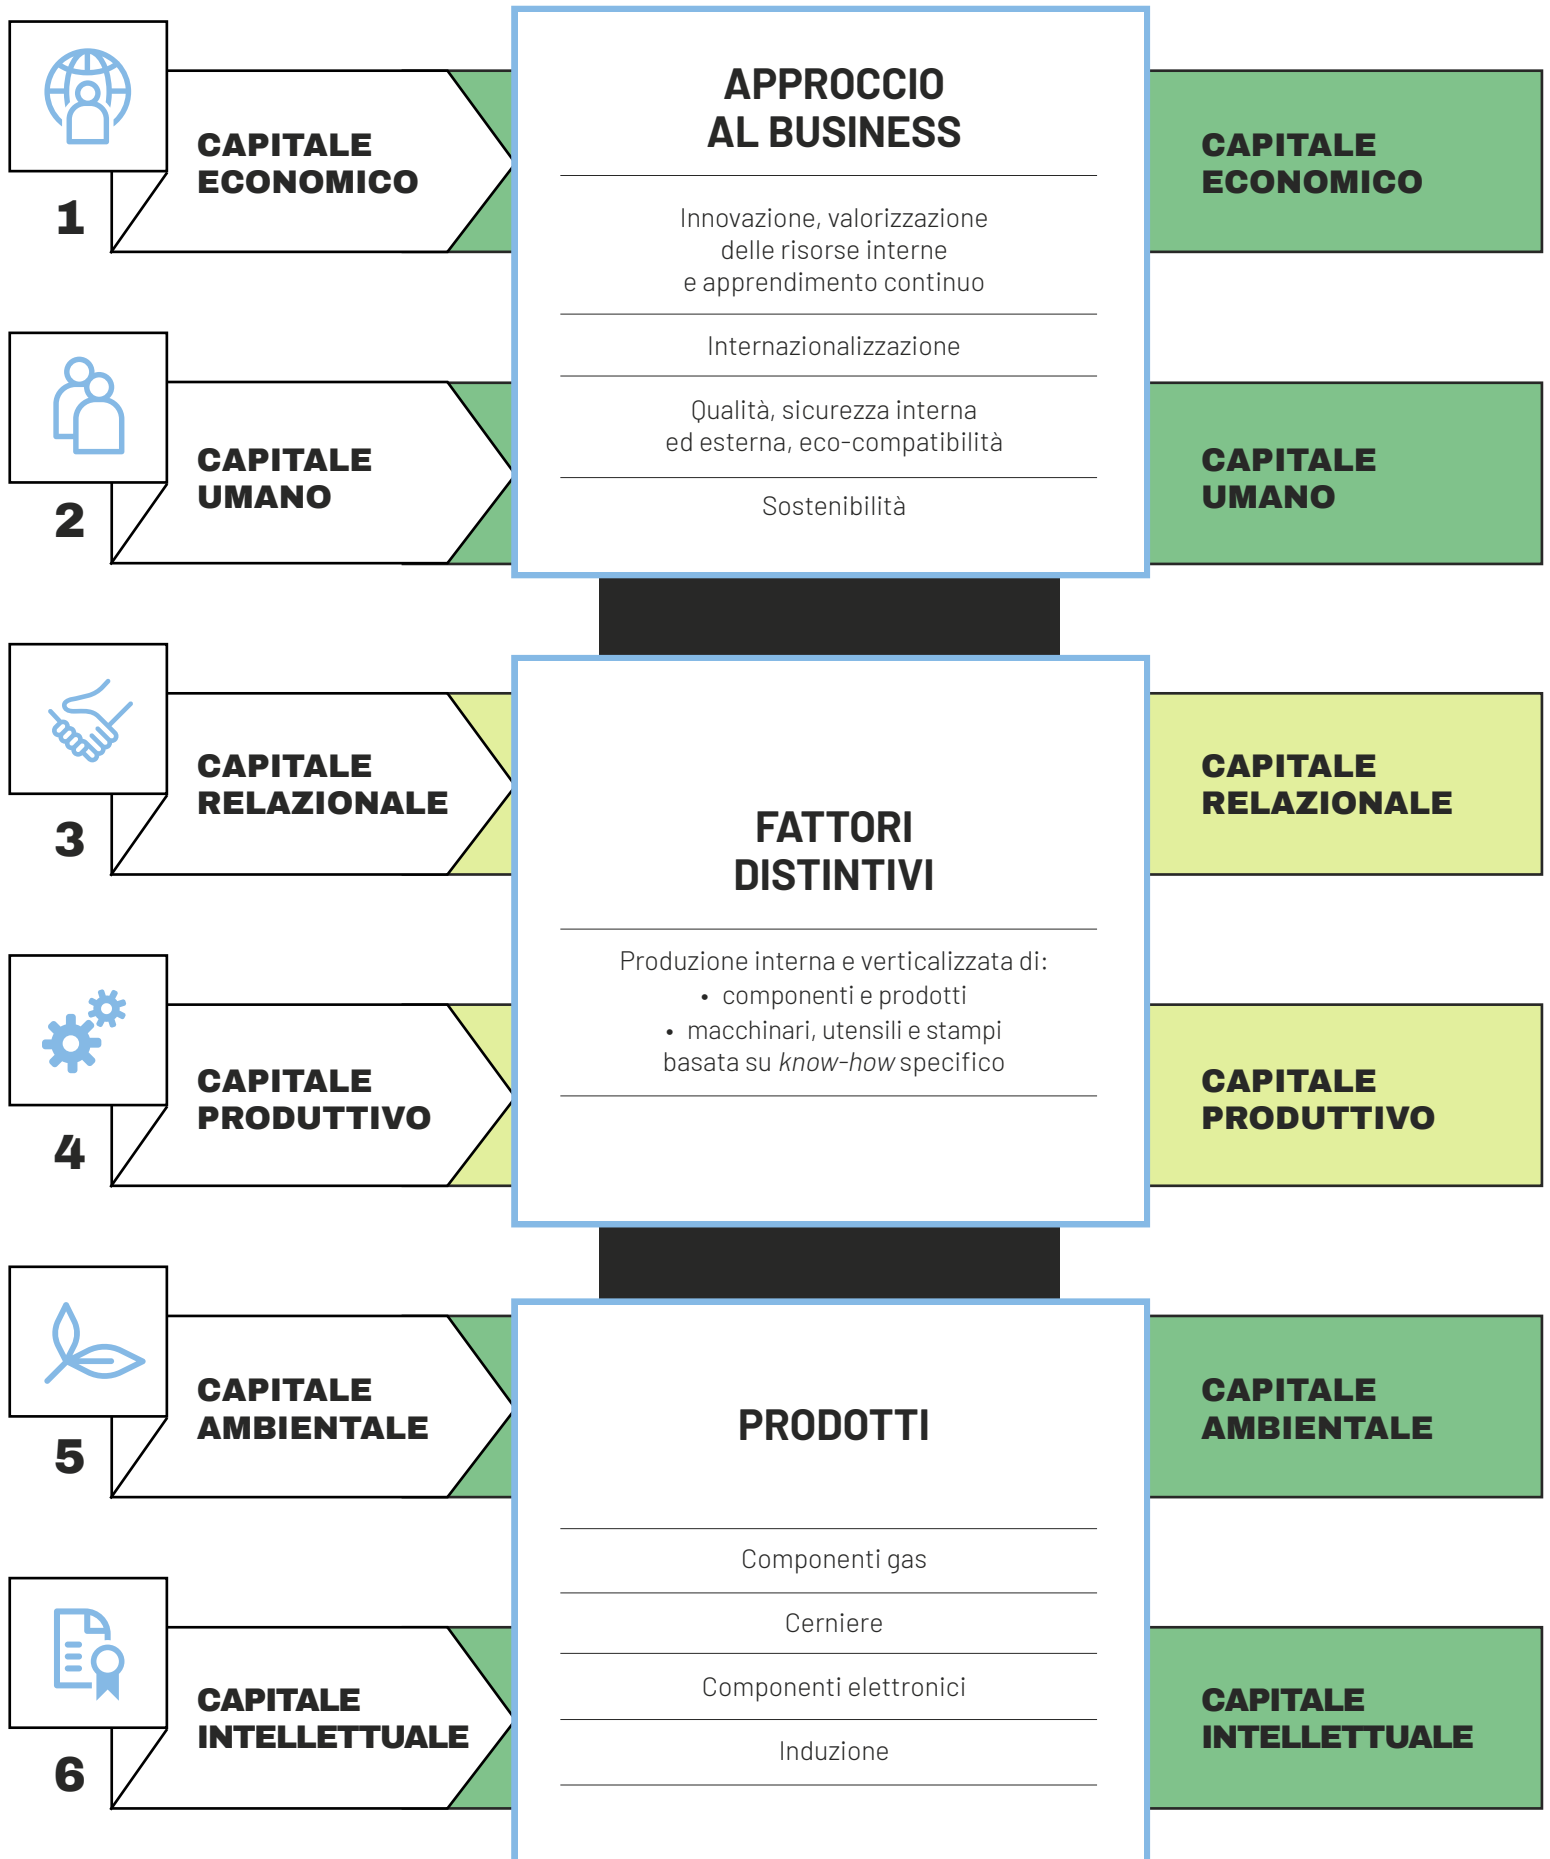 1
CAPITALE
ECONOMICO
2
CAPITALE
UMANO
3
CAPITALE
RELAZIONALE
4
CAPITALE
PRODUTTIVO
5
CAPITALE
AMBIENTALE
6
CAPITALE
INTELLETTUALE
APPROCCIO
AL BUSINESS
Innovazione, valorizzazione
delle risorse interne
e apprendimento continuo
Internazionalizzazione
Qualità, sicurezza interna
ed esterna, eco-compatibilità
Sostenibilità
FATTORI
DISTINTIVI
Produzione interna e verticalizzata di:
• componenti e prodotti
• macchinari, utensili e stampi
basata su know-how specifico
PRODOTTI
Componenti gas
Cerniere
Componenti elettronici
Induzione
CAPITALE
ECONOMICO
CAPITALE
UMANO
CAPITALE
RELAZIONALE
CAPITALE
PRODUTTIVO
CAPITALE
AMBIENTALE
CAPITALE
INTELLETTUALE